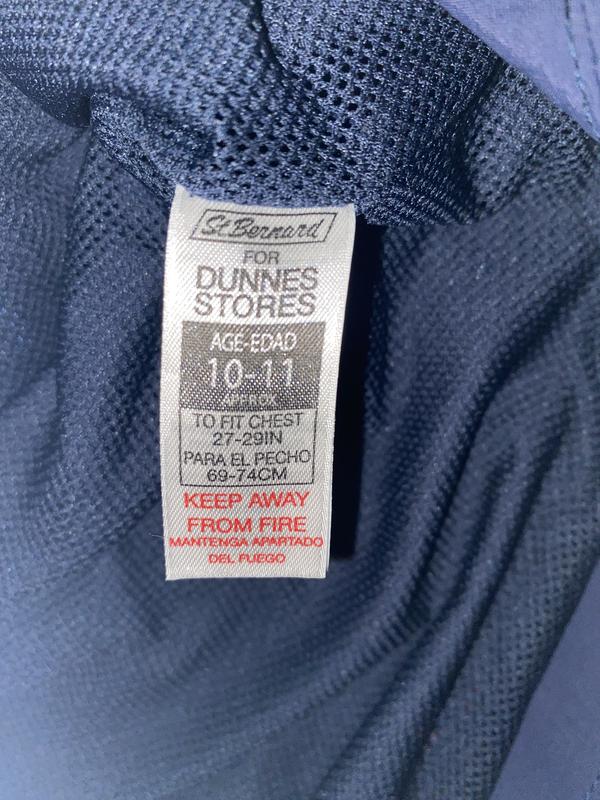 St Bernard
FOR
DUNNES
STORES
AGE-EDAD
10-11
APPROX
TO FIT CHEST
27-29IN
PARA EL PECHO
69-74CM
KEEP AWAY
FROM FIRE
MANTENGA APARTADO
DEL FUEGO